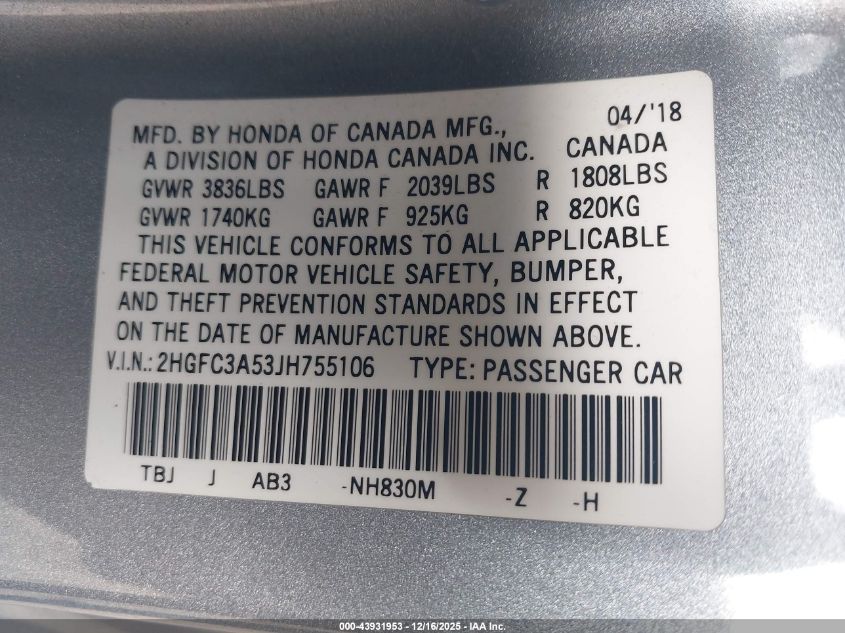 04/'18
MFD. BY HONDA OF CANADA MFG.,
A DIVISION OF HONDA CANADA INC. CANADA
GVWR 3836LBS GAWR F 2039LBS R 1808LBS
GVWR 1740KG GAWR F 925KG R 820KG
THIS VEHICLE CONFORMS TO ALL APPLICABLE
FEDERAL MOTOR VEHICLE SAFETY, BUMPER,
AND THEFT PREVENTION STANDARDS IN EFFECT
ON THE DATE OF MANUFACTURE SHOWN ABOVE.
V.I.N.: 2HGFC3A53JH755106 TYPE: PASSENGER CAR
TBJ J AB3 -NH830M -Z -H
000-43931953 - 12/16/2025 - IAA Inc.